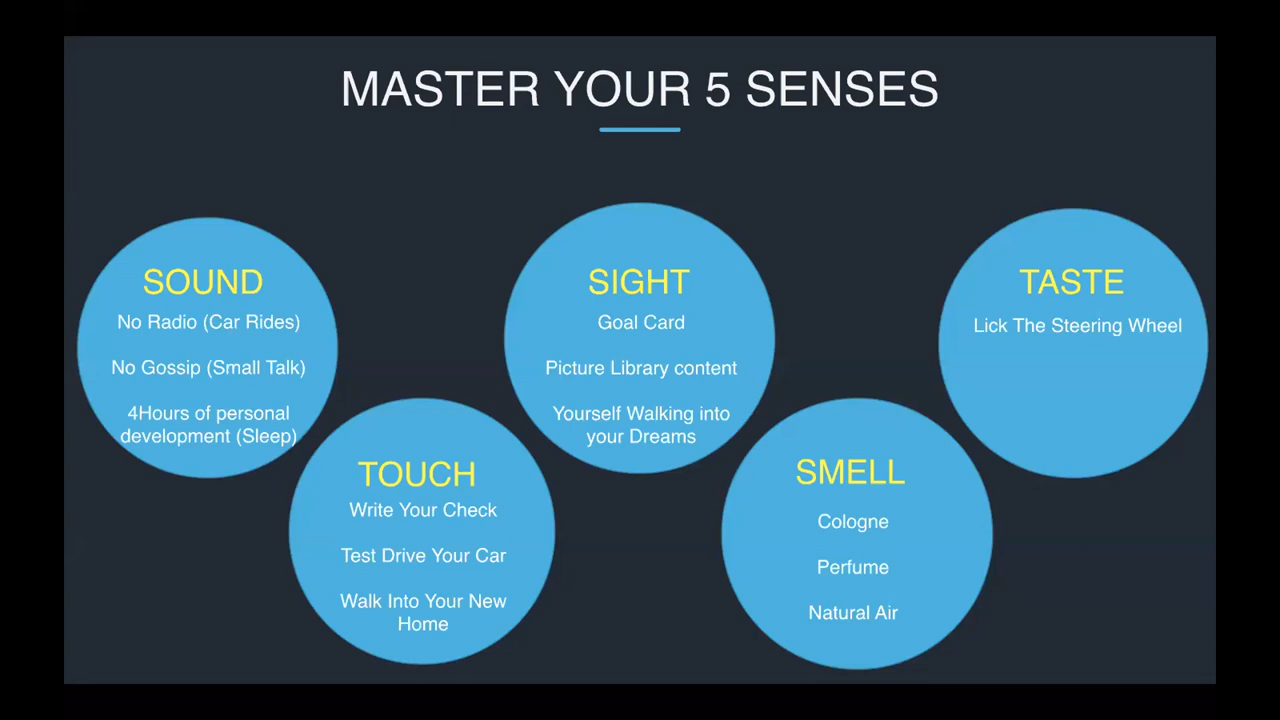 MASTER YOUR 5 SENSES
SOUND
No Radio (Car Rides)
No Gossip (Small Talk)
4Hours of personal
development (Sleep)
TOUCH
Write Your Check
Test Drive Your Car
Walk Into Your New
Home
SIGHT
Goal Card
Picture Library content
Yourself Walking into
your Dreams
SMELL
Cologne
Perfume
Natural Air
TASTE
Lick The Steering Wheel